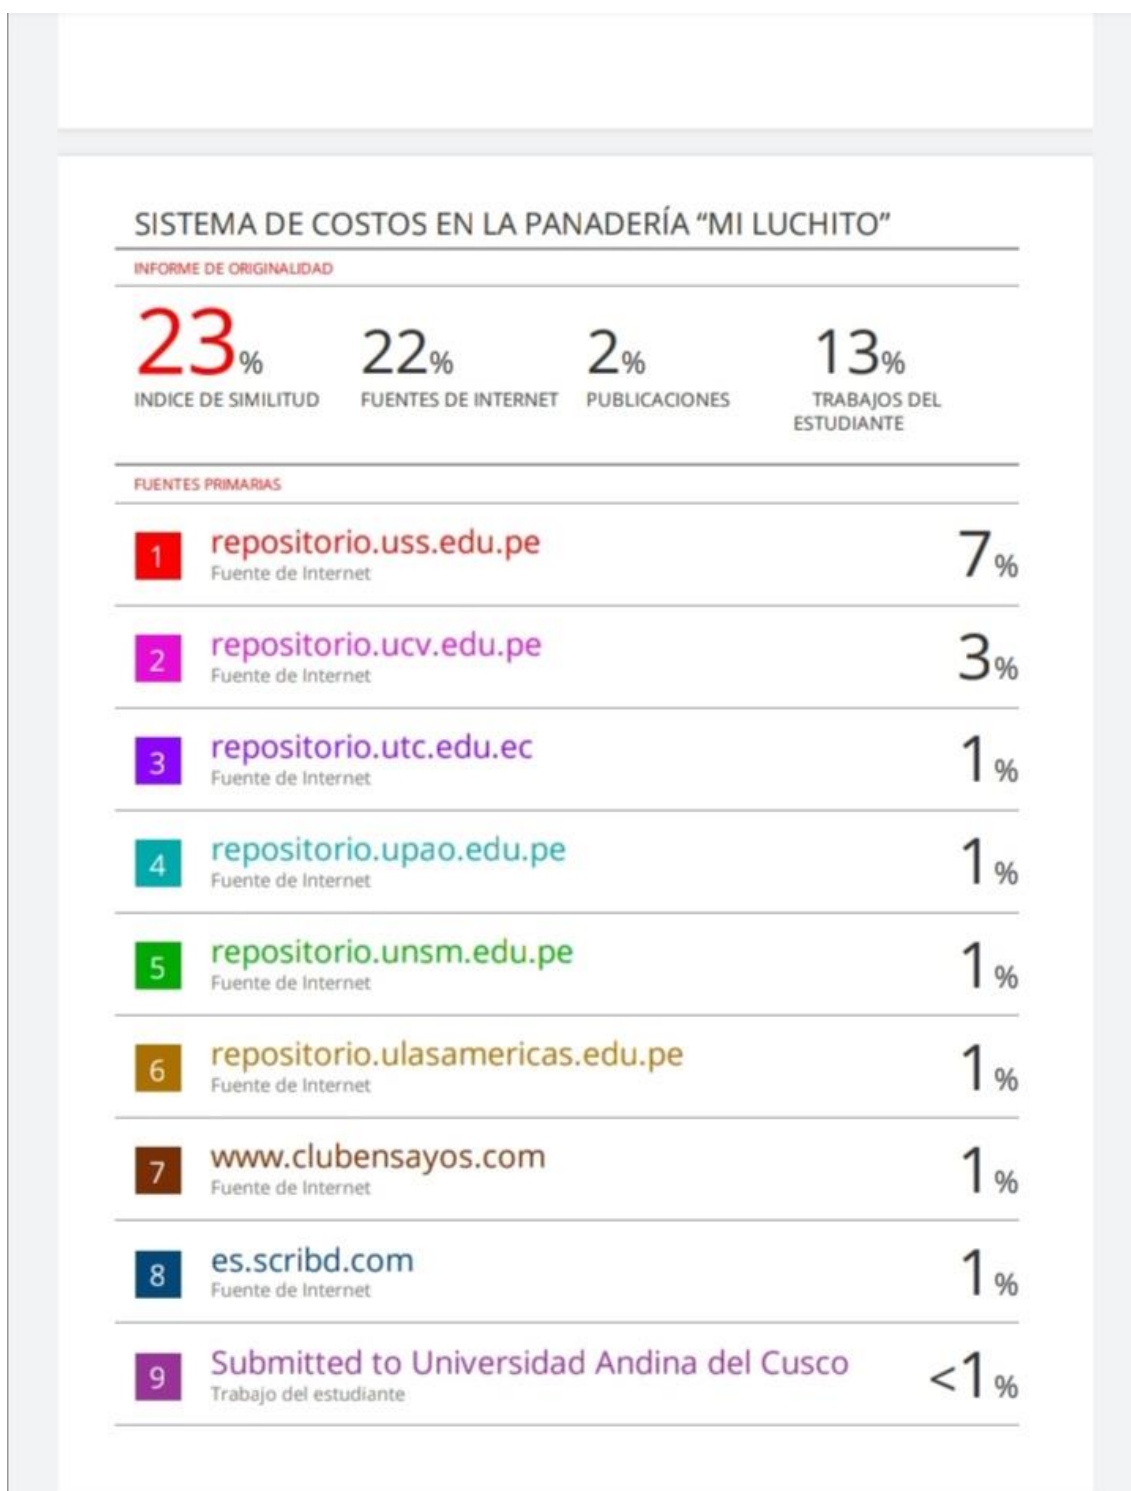 SISTEMA DE COSTOS EN LA PANADERÍA “MI LUCHITO”
INFORME DE ORIGINALIDAD
23%
INDICE DE SIMILITUD
22%
FUENTES DE INTERNET
2%
PUBLICACIONES
13%
TRABAJOS DEL
ESTUDIANTE
FUENTES PRIMARIAS
1
repositorio.uss.edu.pe
Fuente de Internet
7%
2
repositorio.ucv.edu.pe
Fuente de Internet
3%
3
repositorio.utc.edu.ec
Fuente de Internet
1%
4
repositorio.upao.edu.pe
Fuente de Internet
1%
5
repositorio.unsm.edu.pe
Fuente de Internet
1%
6
repositorio.ulasamericas.edu.pe
Fuente de Internet
1%
7
www.clubensayos.com
Fuente de Internet
1%
8
es.scribd.com
Fuente de Internet
1%
9
Submitted to Universidad Andina del Cusco
Trabajo del estudiante
<1%